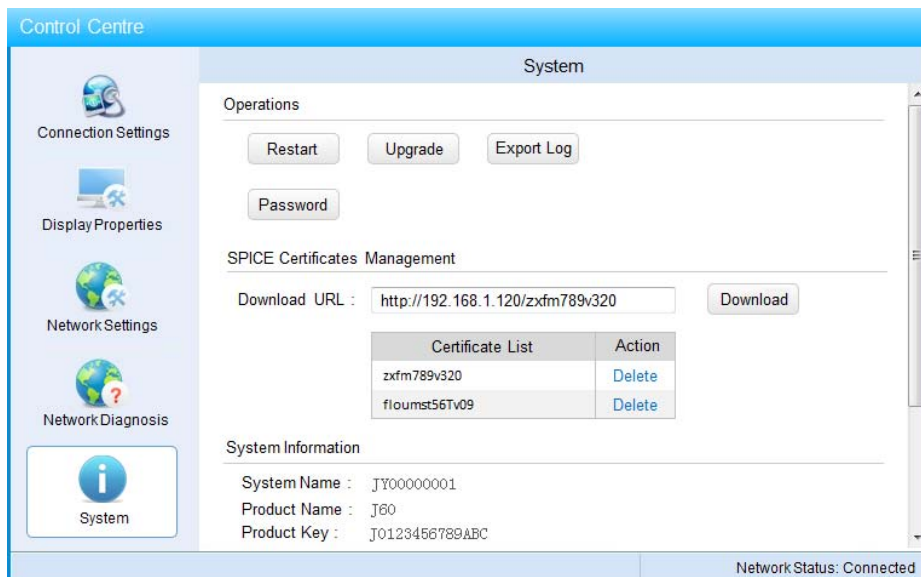 Control Centre
Connection Settings
Display Properties
Network Settings
?
Network Diagnosis
i
System
System
Operations
Restart Upgrade Export Log
Password
SPICE Certificates Management
Download URL : http://192.168.1.120/zxfm789v320 Download
Certificate List Action
zxfm789v320 Delete
floumst56Tv09 Delete
System Information
System Name : JY00000001
Product Name : J60
Product Key : J0123456789ABC
Network Status: Connected